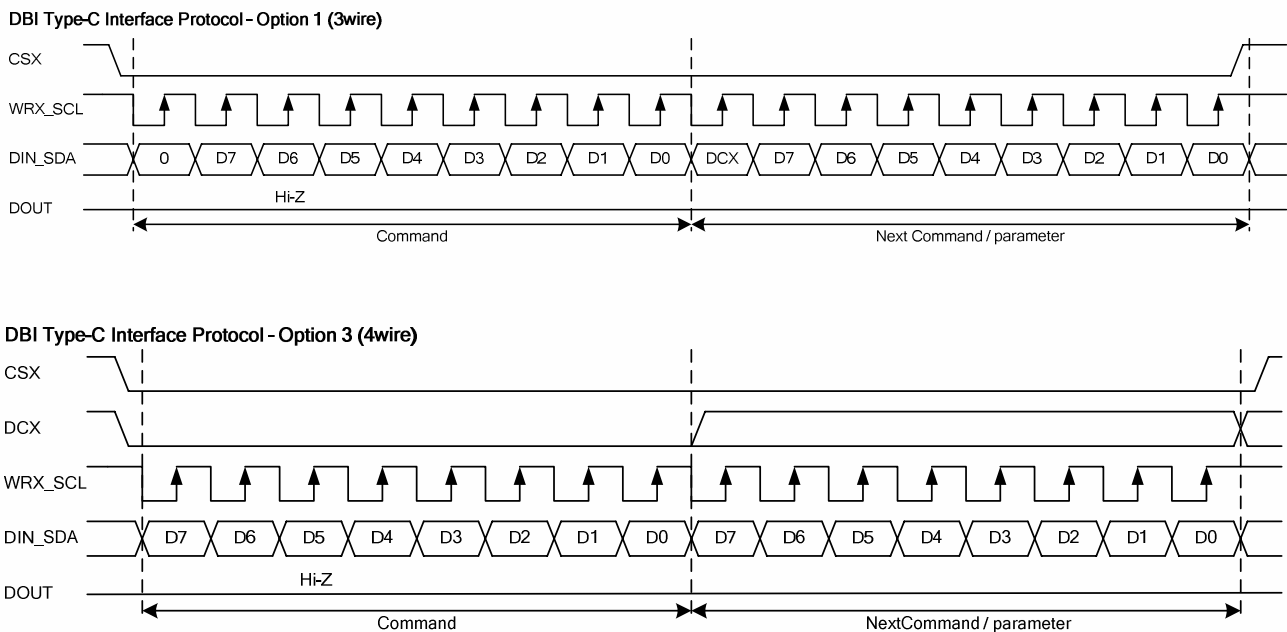 DBI Type-C Interface Protocol - Option 1 (3wire)
CSX
WRX_SCL
DIN_SDA 0 D7 D6 D5 D4 D3 D2 D1 D0 DCX D7 D6 D5 D4 D3 D2 D1 D0
Hi-Z
DOUT
Command Next Command / parameter
DBI Type-C Interface Protocol - Option 3 (4wire)
CSX
DCX
WRX_SCL
DIN_SDA D7 D6 D5 D4 D3 D2 D1 D0 D7 D6 D5 D4 D3 D2 D1 D0
Hi-Z
DOUT
Command NextCommand / parameter